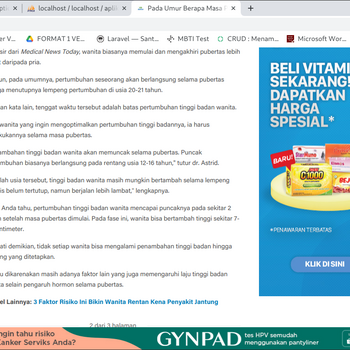 localhost / localhost / aplik
Pada Umur Berapa Masa
FORMAT 1 VE...
Laravel — Sant...
MBTI Test
CRUD : Menam...
Microsoft Wor...
sir dari Medical News Today, wanita biasanya memulai dan mengakhiri pubertas lebih
t daripada pria.
un, pada umumnya, pertumbuhan seseorang akan berlangsung selama pubertas
ga menutupnya lempeng pertumbuhan di usia 20-21 tahun.
an kata lain, tenggat waktu tersebut adalah batas pertumbuhan tinggi badan wanita.
wanita yang ingin mengoptimalkan pertumbuhan tinggi badannya, ia harus
kukannya selama masa pubertas.
ambahan tinggi badan wanita akan memuncak selama pubertas. Puncak
mbuhan biasanya berlangsung pada rentang usia 12-16 tahun," tutur dr. Astrid.
lah usia tersebut, tinggi badan wanita masih mungkin bertambah selama lempeng
is belum tertutup, namun berjalan lebih lambat," lengkapnya.
Anda tahu, pertumbuhan tinggi badan wanita mencapai puncaknya pada sekitar 2
n setelah masa pubertas dimulai. Pada fase ini, wanita bisa bertambah tinggi sekitar 7-
ntimeter.
ati demikian, tidak setiap wanita bisa mengalami penambahan tinggi badan hingga
ng yang ditetapkan.
u dikarenakan masih adanya faktor lain yang juga memengaruhi laju tinggi badan
ta selain pengaruh hormon selama pubertas.
el Lainnya: 3 Faktor Risiko Ini Bikin Wanita Rentan Kena Penyakit Jantung
2 dari 3 halaman
BELI VITAMI
SEKARANG!
DAPATKAN
HARGA
SPESIAL*
BARU!
*PENAWARAN TERBATAS
KLIK DI SINI
ngin tahu risiko
Kanker Serviks Anda?
GYNPAD
tes HPV semudah
menggunakan pantyliner